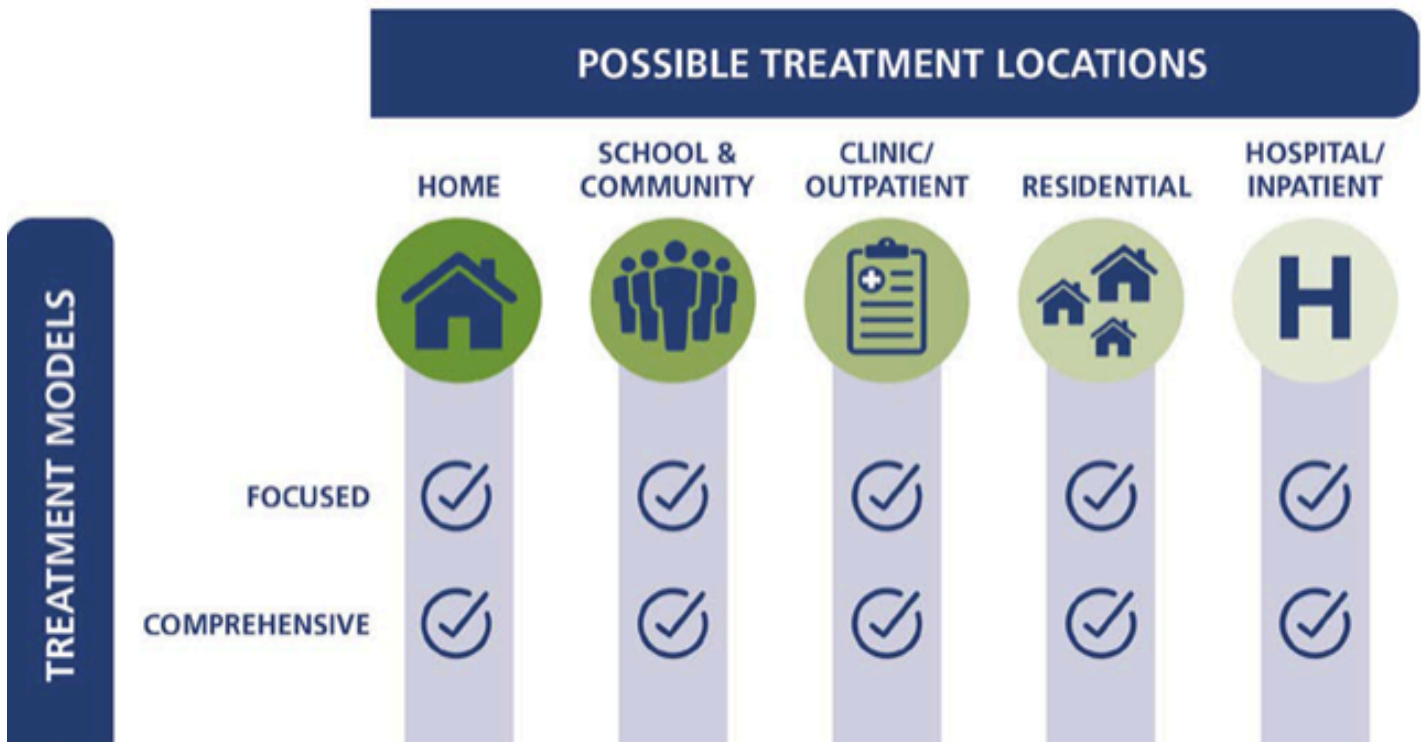 POSSIBLE TREATMENT LOCATIONS
HOME
SCHOOL &
COMMUNITY
CLINIC/
OUTPATIENT
RESIDENTIAL
HOSPITAL/
INPATIENT
H
TREATMENT MODELS
FOCUSED
COMPREHENSIVE